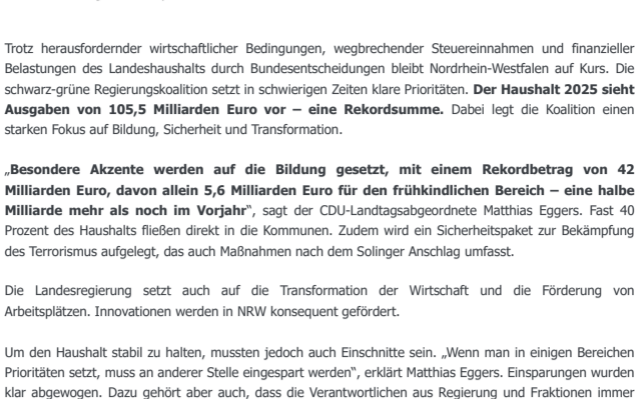 Trotz herausfordernder wirtschaftlicher Bedingungen, wegbrechender Steuereinnahmen und finanzieller
Belastungen des Landeshaushalts durch Bundesentscheidungen bleibt Nordrhein-Westfalen auf Kurs. Die
schwarz-grüne Regierungskoalition setzt in schwierigen Zeiten klare Prioritäten. Der Haushalt 2025 sieht
Ausgaben von 105,5 Milliarden Euro vor – eine Rekordsumme. Dabei legt die Koalition einen
starken Fokus auf Bildung, Sicherheit und Transformation.
„Besondere Akzente werden auf die Bildung gesetzt, mit einem Rekordbetrag von 42
Milliarden Euro, davon allein 5,6 Milliarden Euro für den frühkindlichen Bereich – eine halbe
Milliarde mehr als noch im Vorjahr“, sagt der CDU-Landtagsabgeordnete Matthias Eggers. Fast 40
Prozent des Haushalts fließen direkt in die Kommunen. Zudem wird ein Sicherheitspaket zur Bekämpfung
des Terrorismus aufgelegt, das auch Maßnahmen nach dem Solinger Anschlag umfasst.
Die Landesregierung setzt auch auf die Transformation der Wirtschaft und die Förderung von
Arbeitsplätzen. Innovationen werden in NRW konsequent gefördert.
Um den Haushalt stabil zu halten, mussten jedoch auch Einschnitte sein. „Wenn man in einigen Bereichen
Prioritäten setzt, muss an anderer Stelle eingespart werden“, erklärt Matthias Eggers. Einsparungen wurden
klar abgewogen. Dazu gehört aber auch, dass die Verantwortlichen aus Regierung und Fraktionen immer